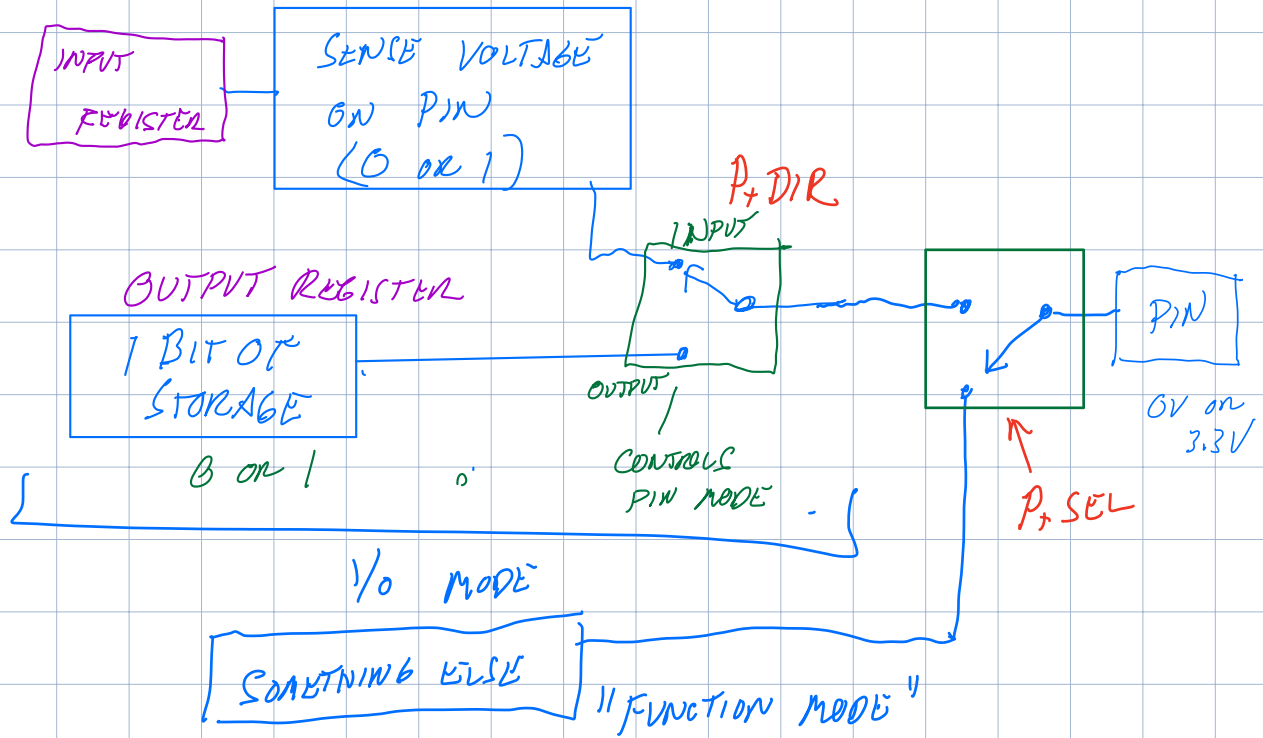 INPUT
REGISTER
SENSE VOLTAGE
ON PIN
(0 OR 1)
PxDIR
INPUT
OUTPUT REGISTER
1 BIT OF
STORAGE
0 OR 1
OUTPUT
CONTROLS
PIN MODE
PIN
0V OR
3.3V
PxSEL
I/O MODE
SOMETHING ELSE
"FUNCTION MODE"